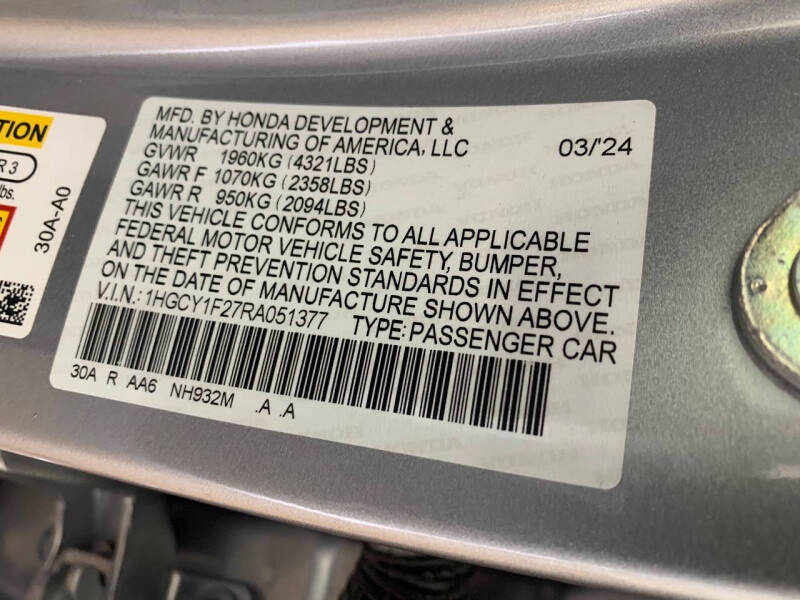 TION
R 3
lbs.
30A-A0
MFD. BY HONDA DEVELOPMENT &
MANUFACTURING OF AMERICA, LLC 03/'24
GVWR 1960KG (4321LBS)
GAWR F 1070KG (2358LBS)
GAWR R 950KG (2094LBS)
THIS VEHICLE CONFORMS TO ALL APPLICABLE
FEDERAL MOTOR VEHICLE SAFETY, BUMPER,
AND THEFT PREVENTION STANDARDS IN EFFECT
ON THE DATE OF MANUFACTURE SHOWN ABOVE.
V.I.N.: 1HGCY1F27RA051377 TYPE: PASSENGER CAR
30A R AA6 NH932M .A .A